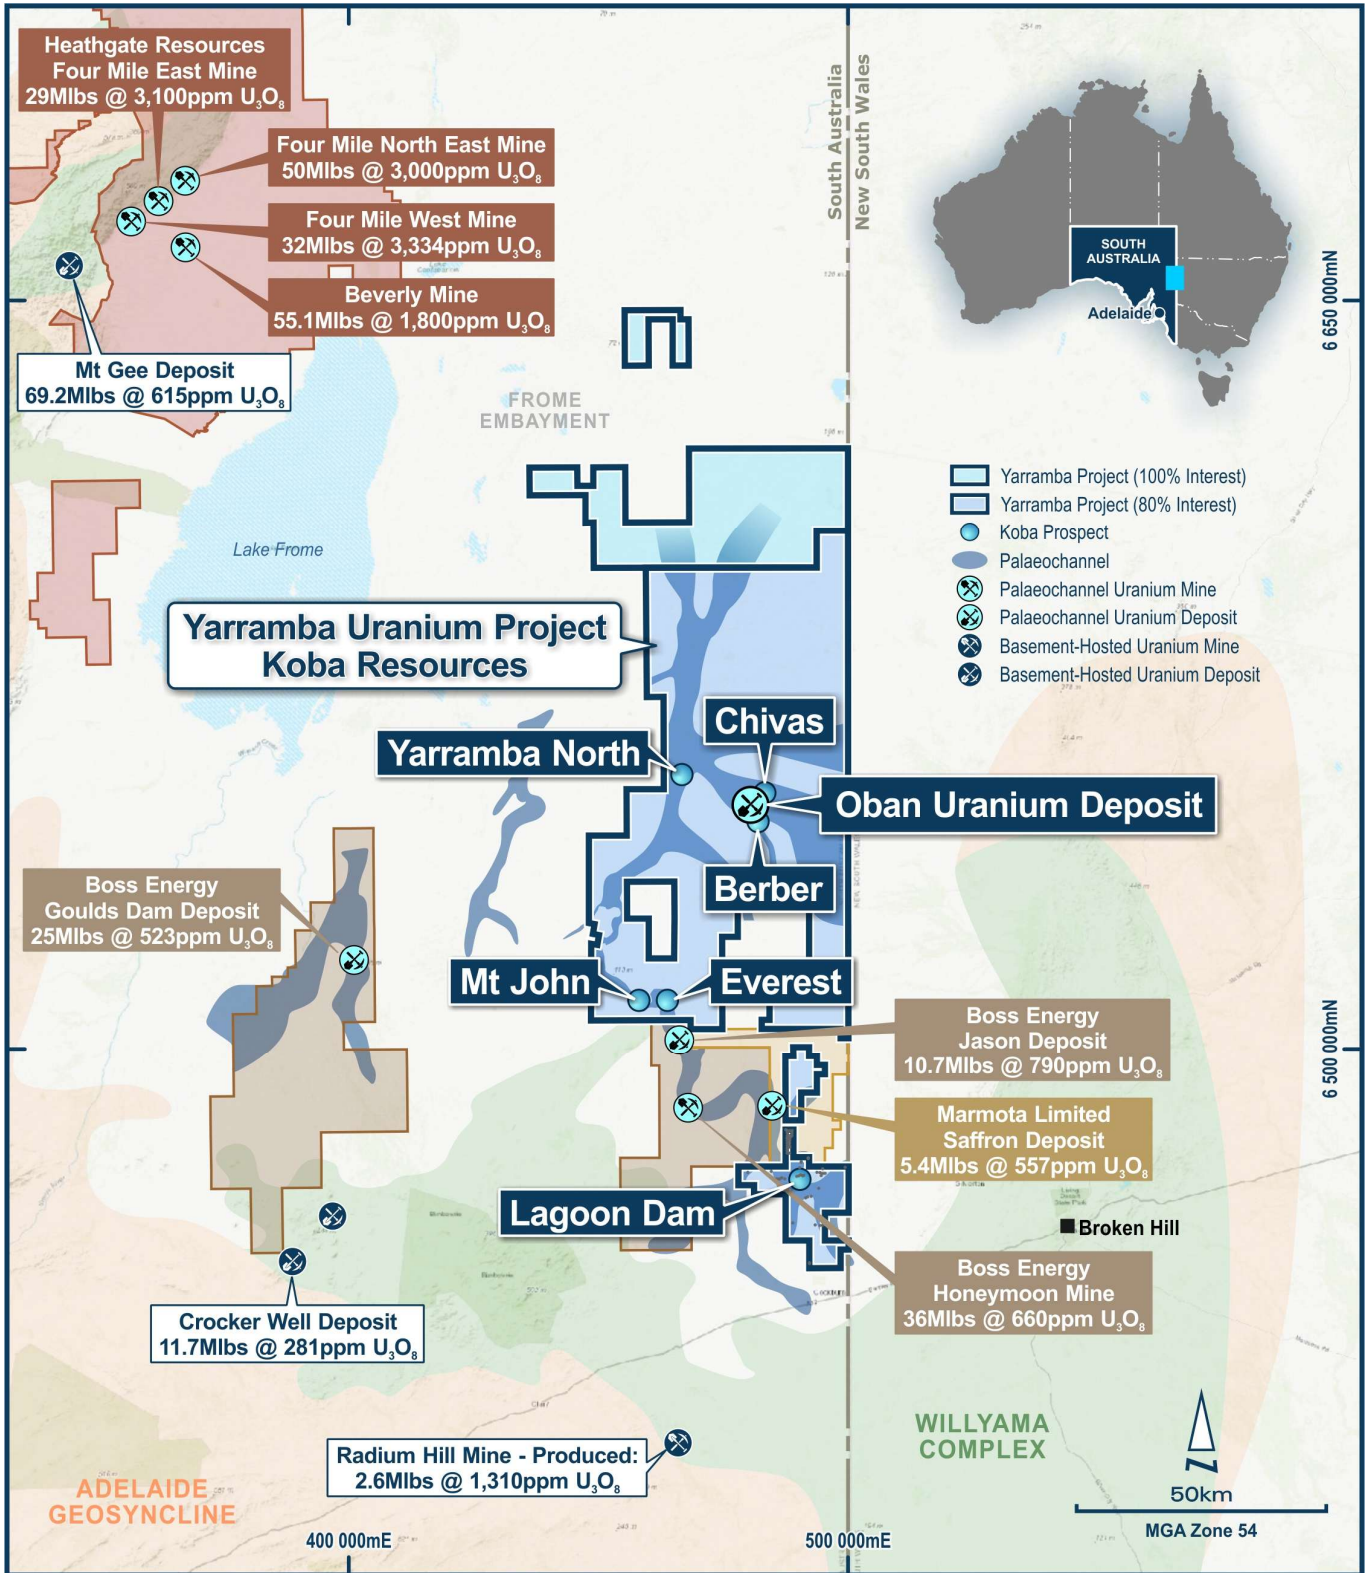 Heathgate Resources
Four Mile East Mine
29Mlbs @ 3,100ppm U₃O₈
Four Mile North East Mine
50Mlbs @ 3,000ppm U₃O₈
Four Mile West Mine
32Mlbs @ 3,334ppm U₃O₈
Beverly Mine
55.1Mlbs @ 1,800ppm U₃O₈
Mt Gee Deposit
69.2Mlbs @ 615ppm U₃O₈
South Australia
New South Wales
SOUTH
AUSTRALIA
Adelaide
6 650 000mN
FROME
EMBAYMENT
Lake Frome
Yarramba Project (100% Interest)
Yarramba Project (80% Interest)
Koba Prospect
Palaeochannel
Palaeochannel Uranium Mine
Palaeochannel Uranium Deposit
Basement-Hosted Uranium Mine
Basement-Hosted Uranium Deposit
Yarramba Uranium Project
Koba Resources
Chivas
Yarramba North
Oban Uranium Deposit
Berber
Boss Energy
Goulds Dam Deposit
25Mlbs @ 523ppm U₃O₈
Mt John
Everest
Boss Energy
Jason Deposit
10.7Mlbs @ 790ppm U₃O₈
6 500 000mN
Marmota Limited
Saffron Deposit
5.4Mlbs @ 557ppm U₃O₈
Lagoon Dam
Broken Hill
Boss Energy
Honeymoon Mine
36Mlbs @ 660ppm U₃O₈
Crocker Well Deposit
11.7Mlbs @ 281ppm U₃O₈
WILLYAMA
COMPLEX
Radium Hill Mine - Produced:
2.6Mlbs @ 1,310ppm U₃O₈
ADELAIDE
GEOSYNCLINE
N
50km
MGA Zone 54
400 000mE
500 000mE